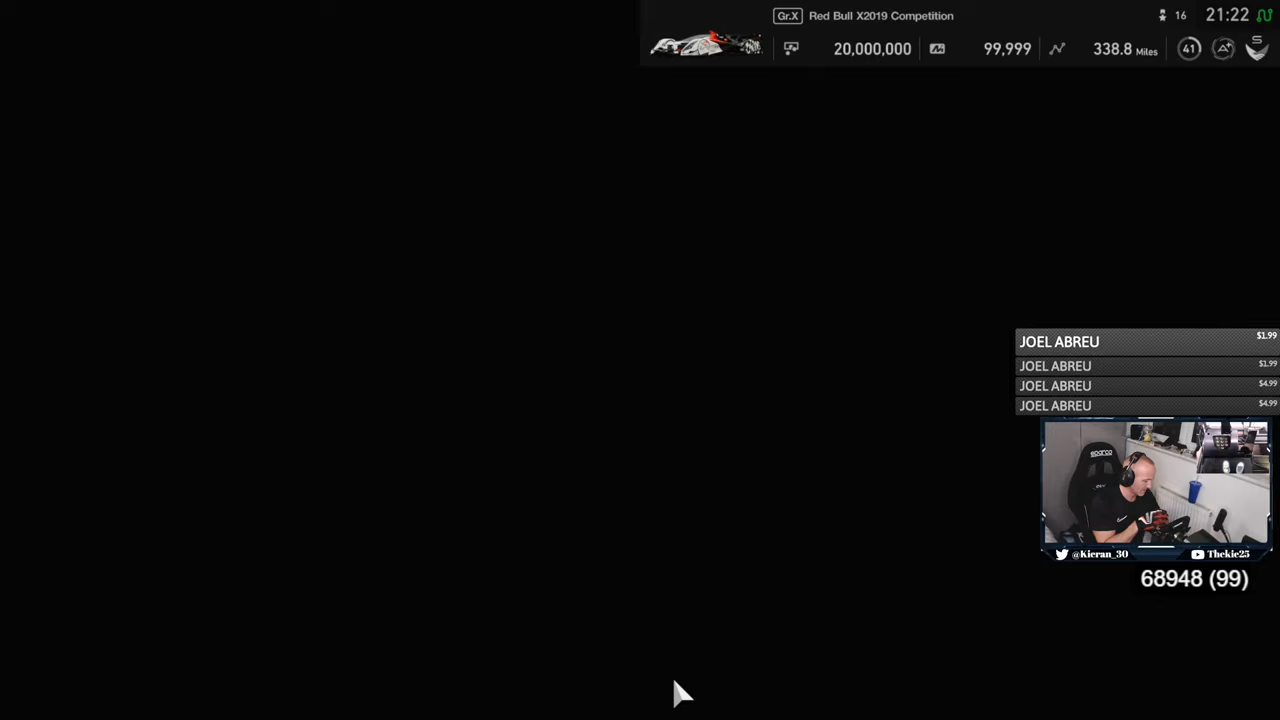 Gr.X Red Bull X2019 Competition
16 21:22
20,000,000 99,999 338.8 Miles 41 A+ S
JOEL ABREU $1.99
JOEL ABREU $1.99
JOEL ABREU $4.99
JOEL ABREU $4.99
sparco
@Kieran_30 Thekie25
68948 (99)